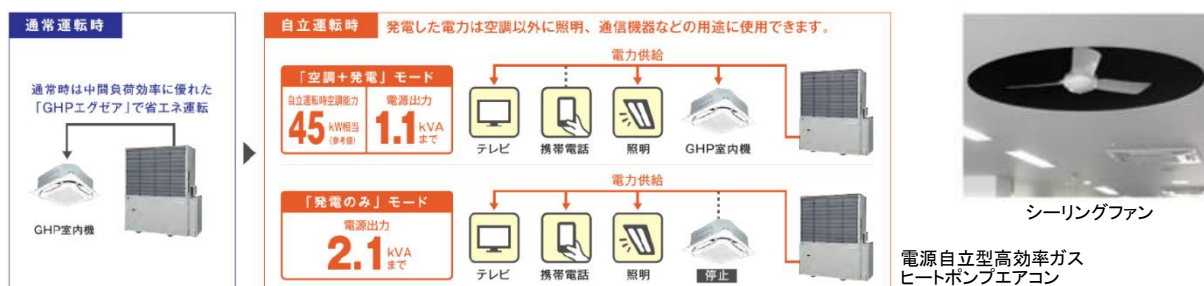 通常運転時
通常時は中間負荷効率に優れた
「GHPエグゼア」で省エネ運転
GHP室内機
自立運転時
発電した電力は空調以外に照明、通信機器などの用途に使用できます。
電力供給
「空調＋発電」モード
自立運転時空調能力
45 kW相当
(参考値)
電源出力
1.1 kVA
まで
テレビ
携帯電話
照明
GHP室内機
電力供給
「発電のみ」モード
電源出力
2.1 kVA
まで
テレビ
携帯電話
照明
停止
シーリングファン
電源自立型高効率ガス
ヒートポンプエアコン